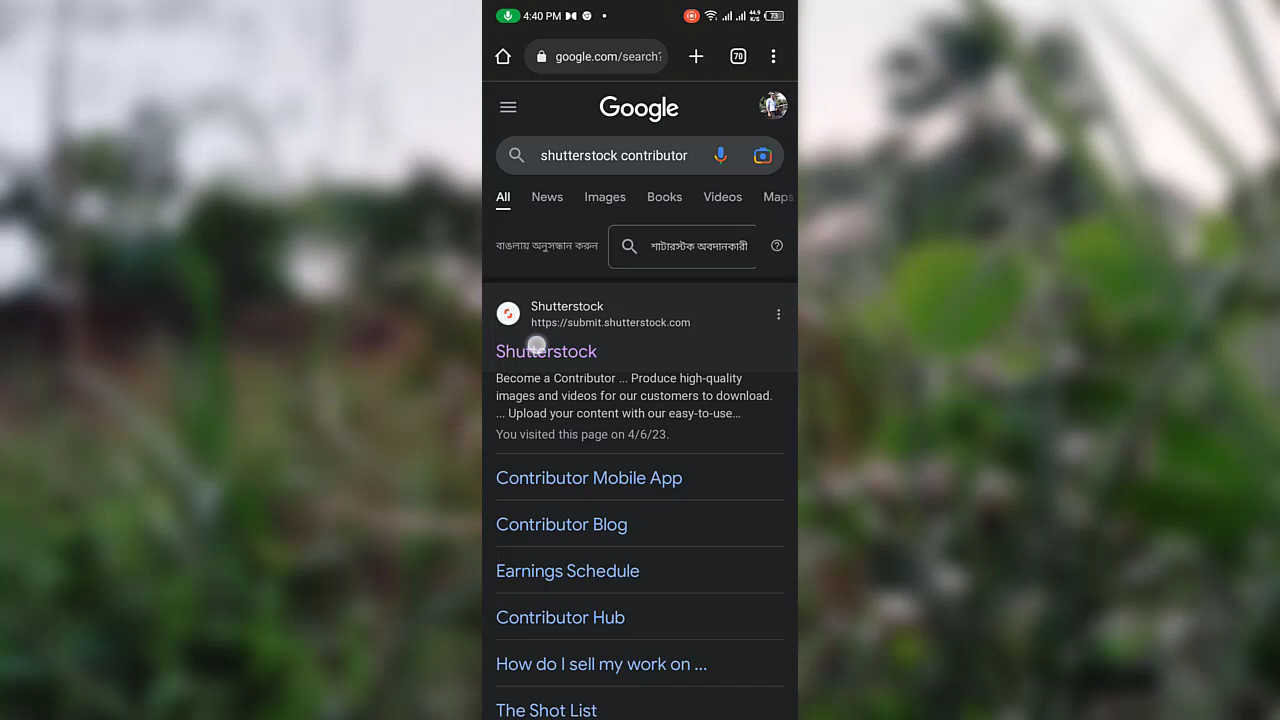 4:40 PM
44.9 K/S
73
google.com/search?
70
Google
shutterstock contributor
All News Images Books Videos Maps
বাঙলায় অনুসন্ধান করুন
শাটারস্টক অবদানকারী
Shutterstock
https://submit.shutterstock.com
Shutterstock
Become a Contributor ... Produce high-quality
images and videos for our customers to download.
... Upload your content with our easy-to-use...
You visited this page on 4/6/23.
Contributor Mobile App
Contributor Blog
Earnings Schedule
Contributor Hub
How do I sell my work on ...
The Shot List